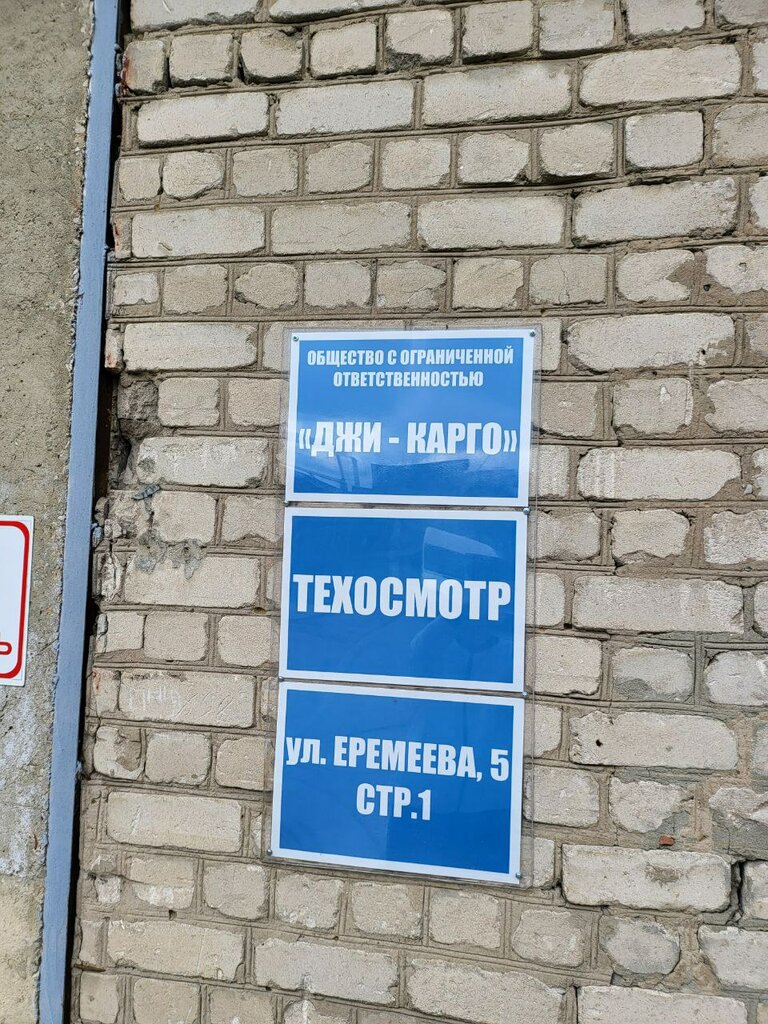 ОБЩЕСТВО С ОГРАНИЧЕННОЙ
ОТВЕТСТВЕННОСТЬЮ
«ДЖИ - КАРГО»
ТЕХОСМОТР
ул. ЕРЕМЕЕВА, 5
СТР.1